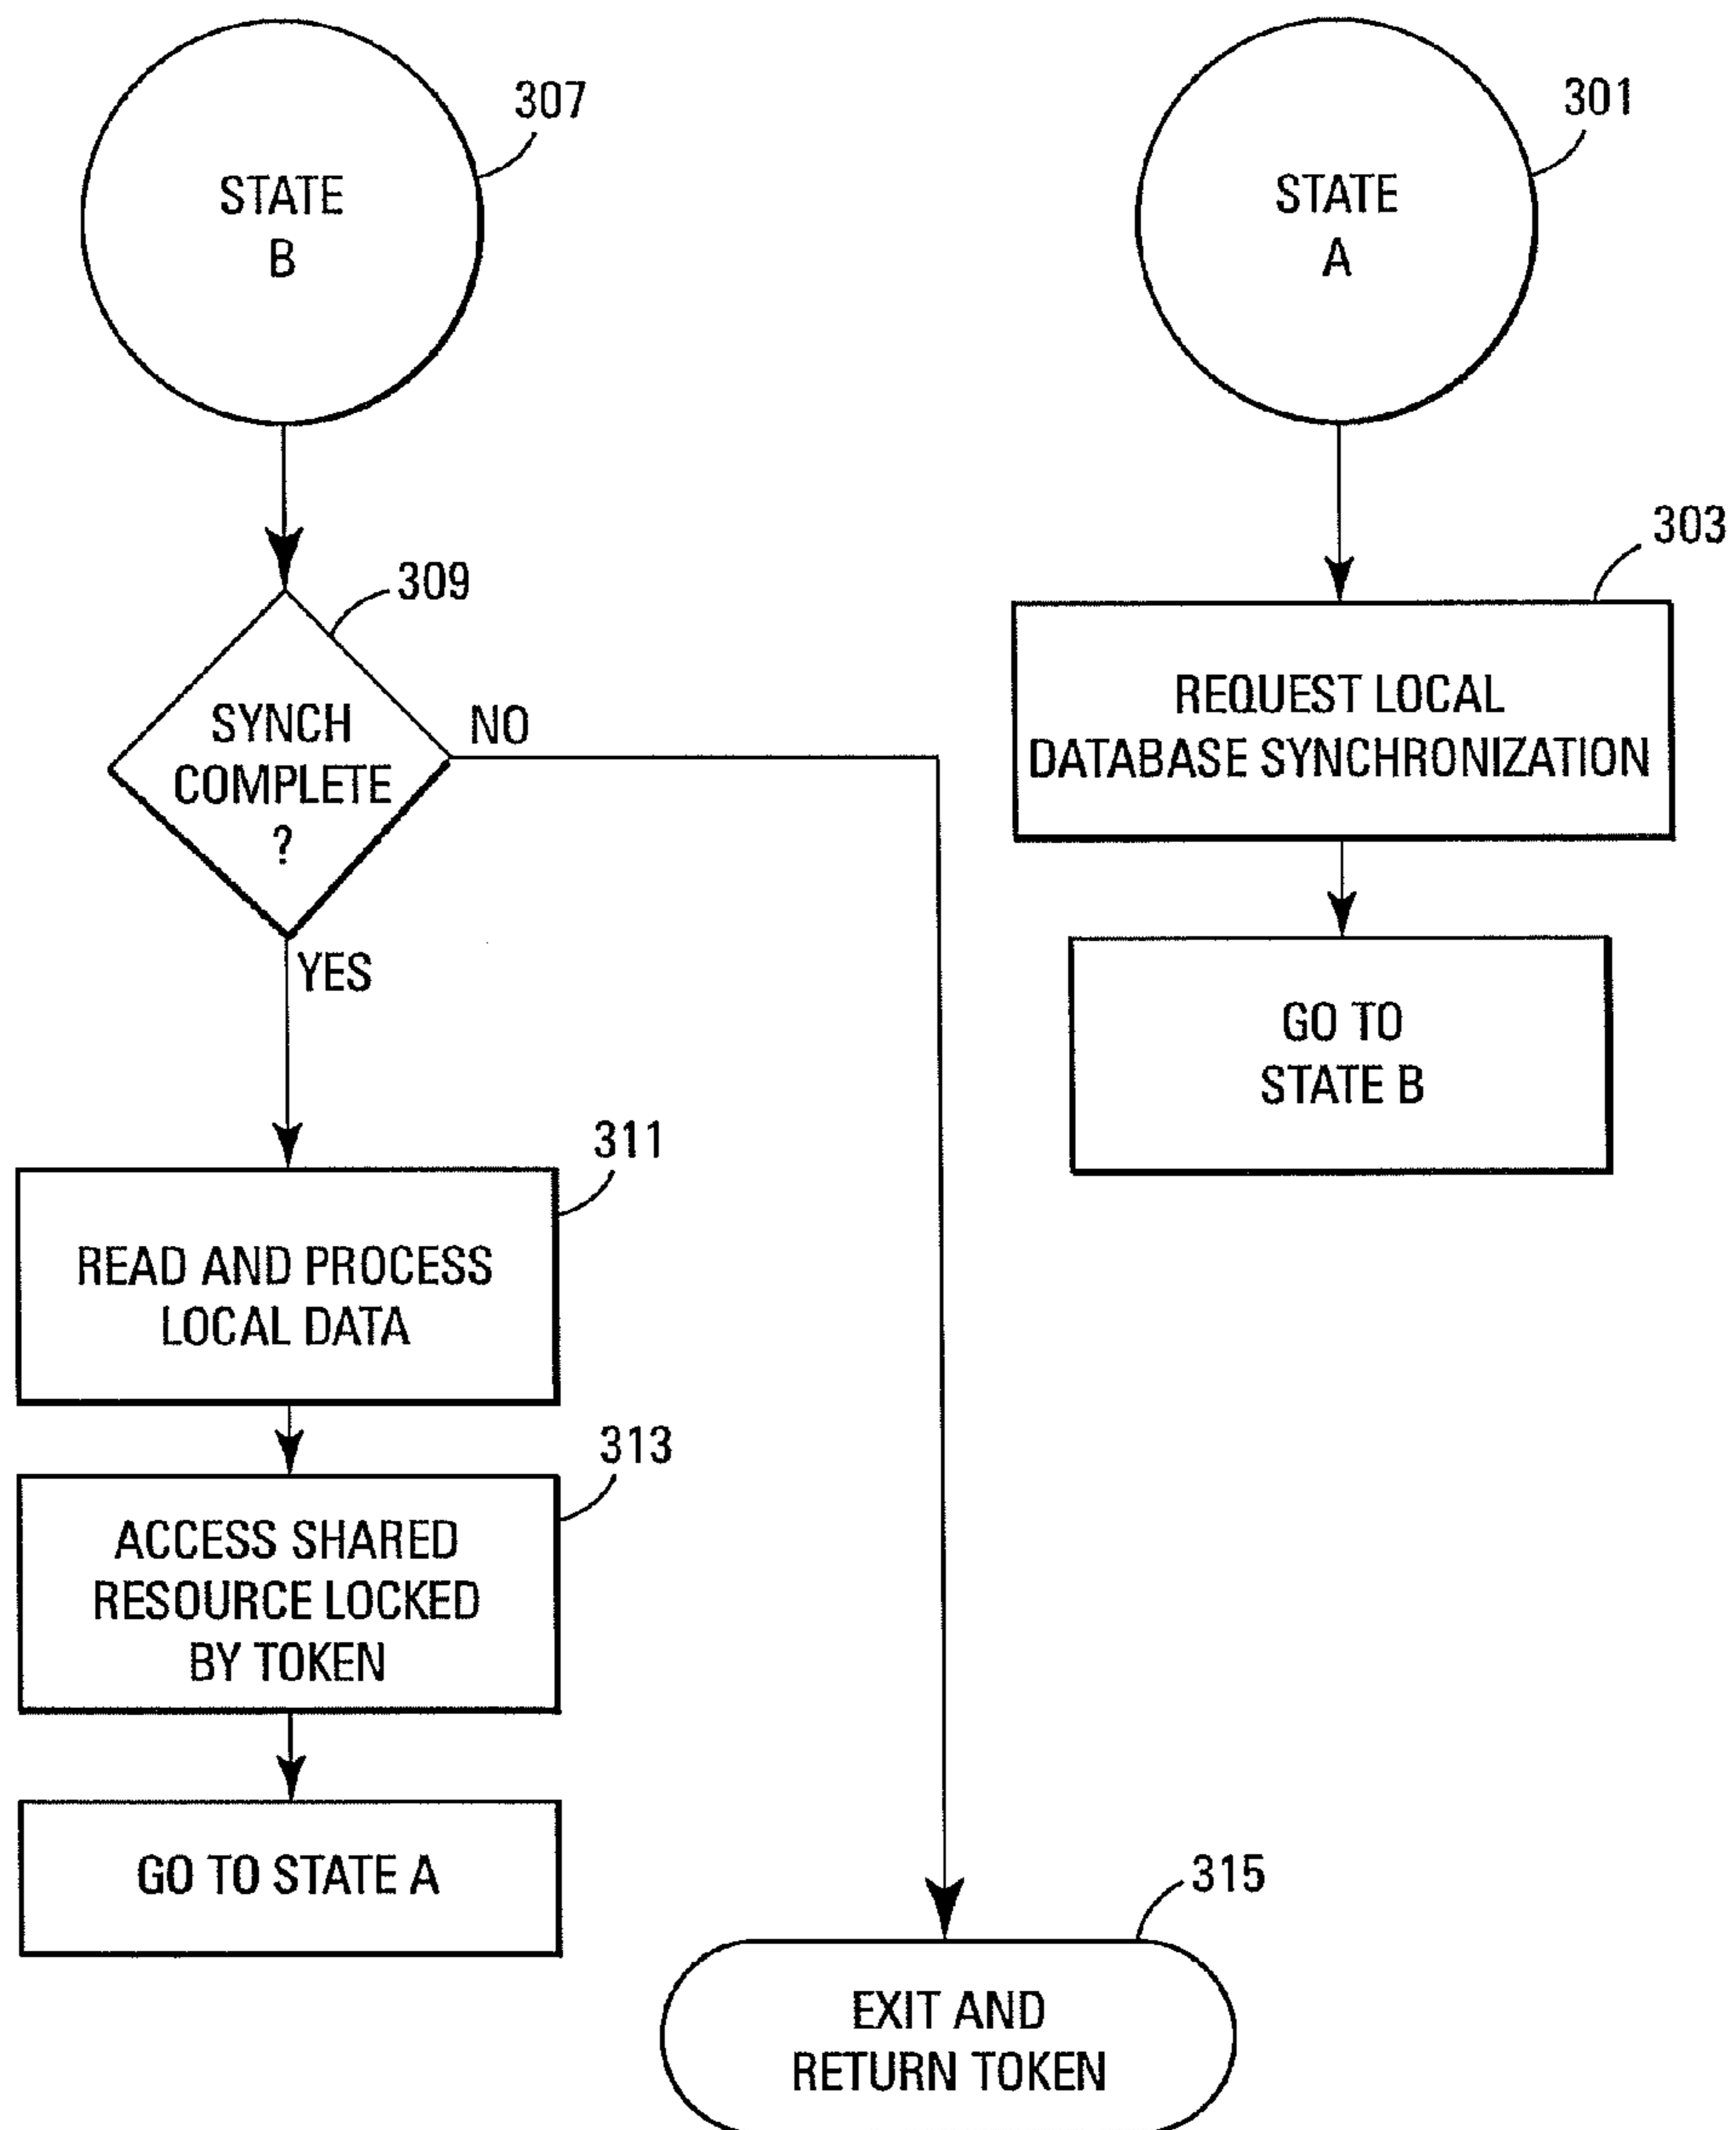 307
STATE
B
301
STATE
A
309
SYNCH
COMPLETE
?
NO
YES
303
REQUEST LOCAL
DATABASE SYNCHRONIZATION
GO TO
STATE B
311
READ AND PROCESS
LOCAL DATA
313
ACCESS SHARED
RESOURCE LOCKED
BY TOKEN
GO TO STATE A
315
EXIT AND
RETURN TOKEN